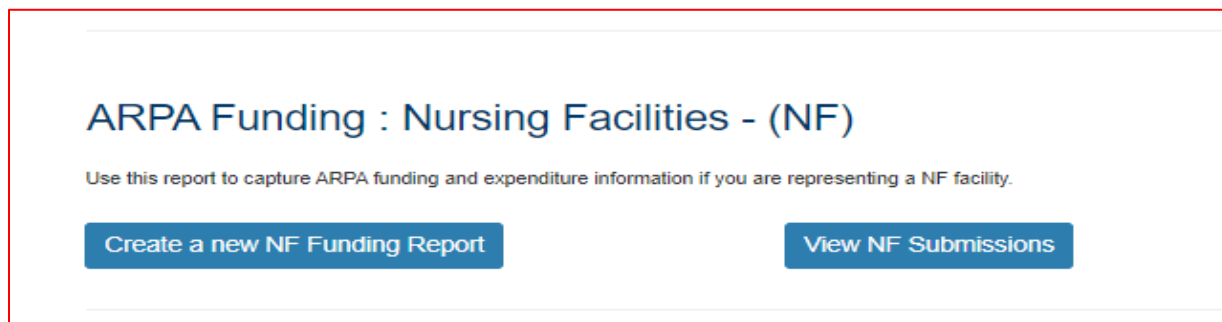 ARPA Funding : Nursing Facilities - (NF)
Use this report to capture ARPA funding and expenditure information if you are representing a NF facility.
Create a new NF Funding Report
View NF Submissions